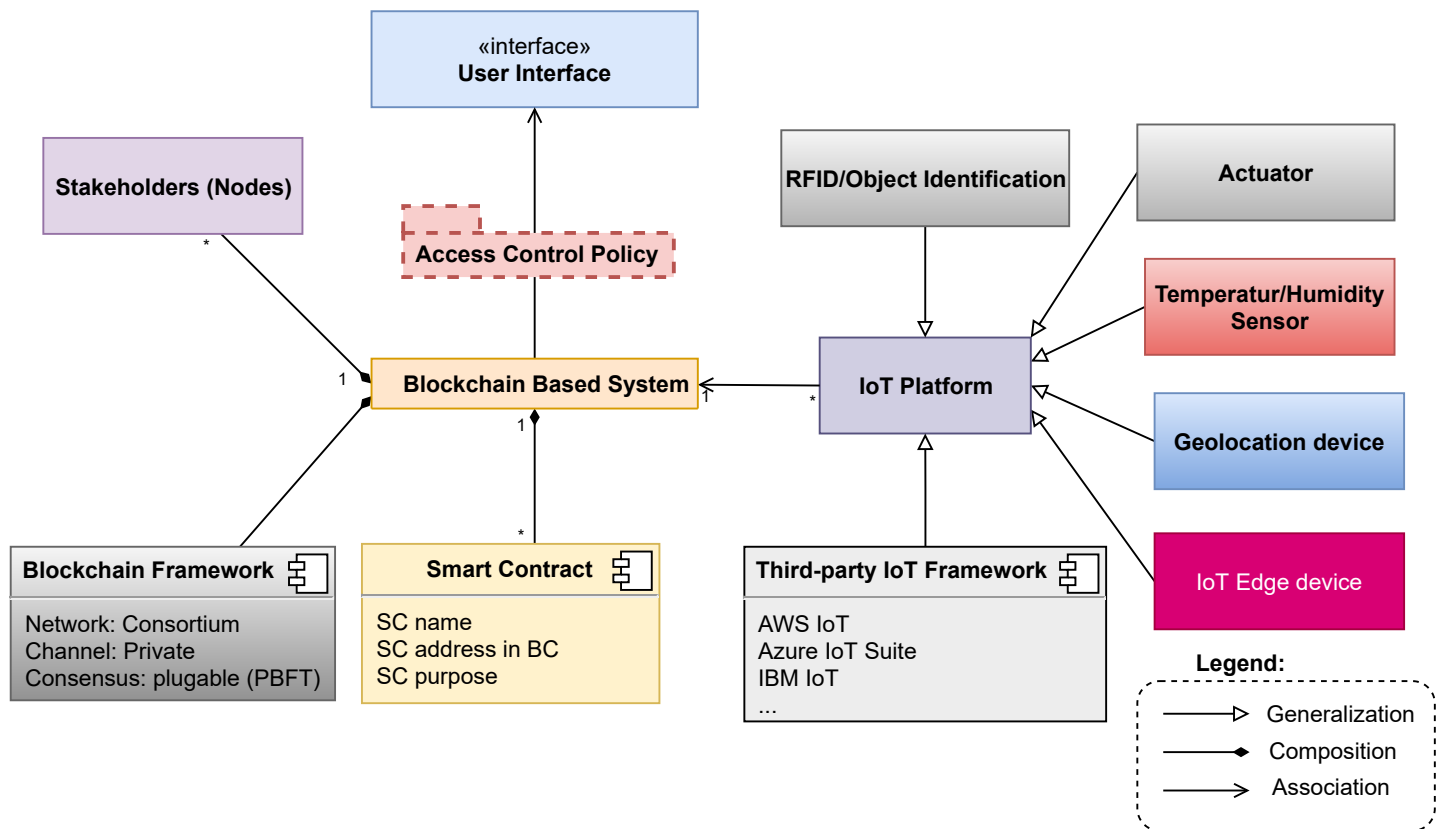 «interface»
User Interface
Stakeholders (Nodes)
*
RFID/Object Identification
Actuator
Access Control Policy
Temperatur/Humidity
Sensor
1
Blockchain Based System
1
*
IoT Platform
1
Geolocation device
*
Blockchain Framework
Network: Consortium
Channel: Private
Consensus: plugable (PBFT)
Smart Contract
SC name
SC address in BC
SC purpose
Third-party IoT Framework
AWS IoT
Azure IoT Suite
IBM IoT
...
IoT Edge device
Legend:
Generalization
Composition
Association